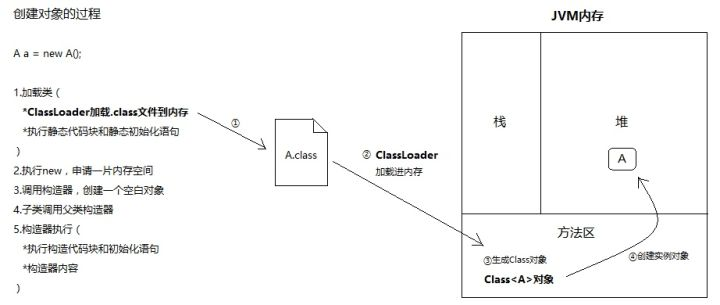 创建对象的过程
A a = new A();
1.加载类（
*ClassLoader加载.class文件到内存
*执行静态代码块和静态初始化语句
）
2.执行new，申请一片内存空间
3.调用构造器，创建一个空白对象
4.子类调用父类构造器
5.构造器执行（
*执行构造代码块和初始化语句
*构造器内容
）
①
A.class
② ClassLoader
加载进内存
JVM内存
栈
堆
A
方法区
③生成Class对象
Class<A>对象
④创建实例对象